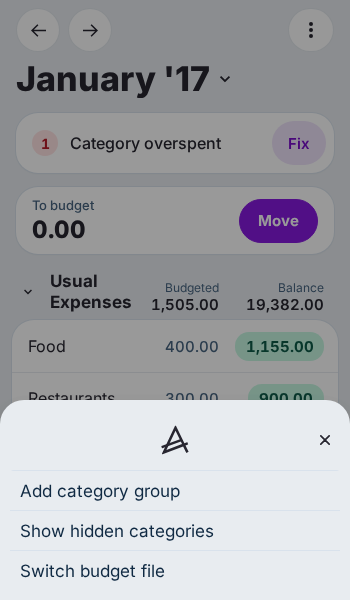 January '17
1 Category overspent Fix
To budget
0.00 Move
Usual Expenses
Budgeted 1,505.00
Balance 19,382.00
Food 400.00 1,155.00
Restaurants 300.00 900.00
Add category group
Show hidden categories
Switch budget file